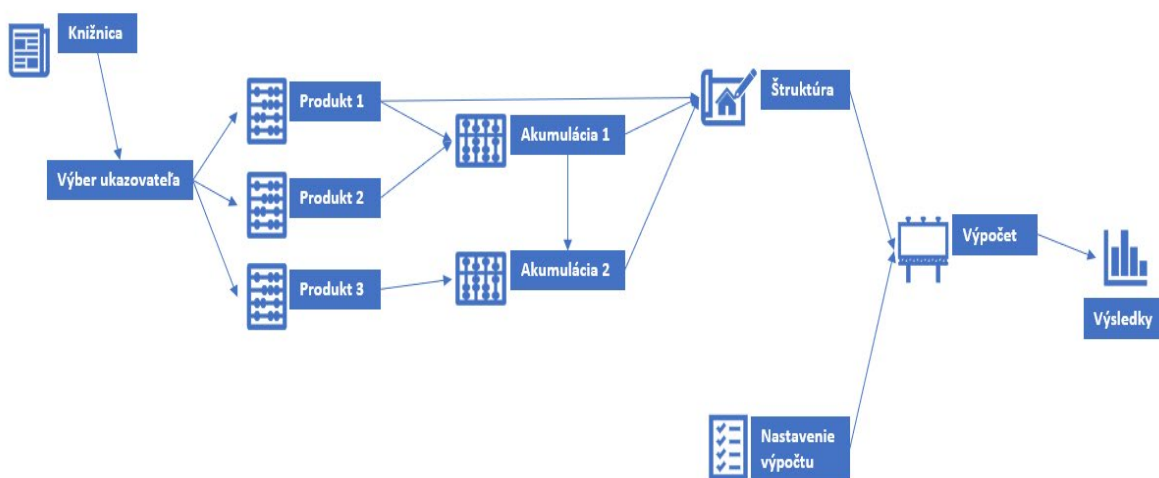 Knižnica
Výber ukazovateľa
Produkt 1
Produkt 2
Produkt 3
Akumulácia 1
Akumulácia 2
Štruktúra
Nastavenie
výpočtu
Výpočet
Výsledky